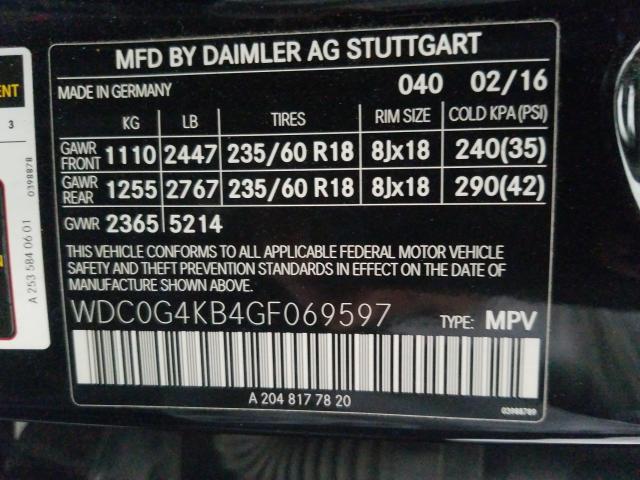 MFD BY DAIMLER AG STUTTGART
MADE IN GERMANY 040 02/16
KG LB TIRES RIM SIZE COLD KPA(PSI)
GAWR FRONT 1110 2447 235/60 R18 8Jx18 240(35)
GAWR REAR 1255 2767 235/60 R18 8Jx18 290(42)
GVWR 2365 5214
THIS VEHICLE CONFORMS TO ALL APPLICABLE FEDERAL MOTOR VEHICLE
SAFETY AND THEFT PREVENTION STANDARDS IN EFFECT ON THE DATE OF
MANUFACTURE SHOWN ABOVE.
WDC0G4KB4GF069597 TYPE: MPV
A 204 817 78 20
03988789
ENT
3
0398878
A 253 584 06 01